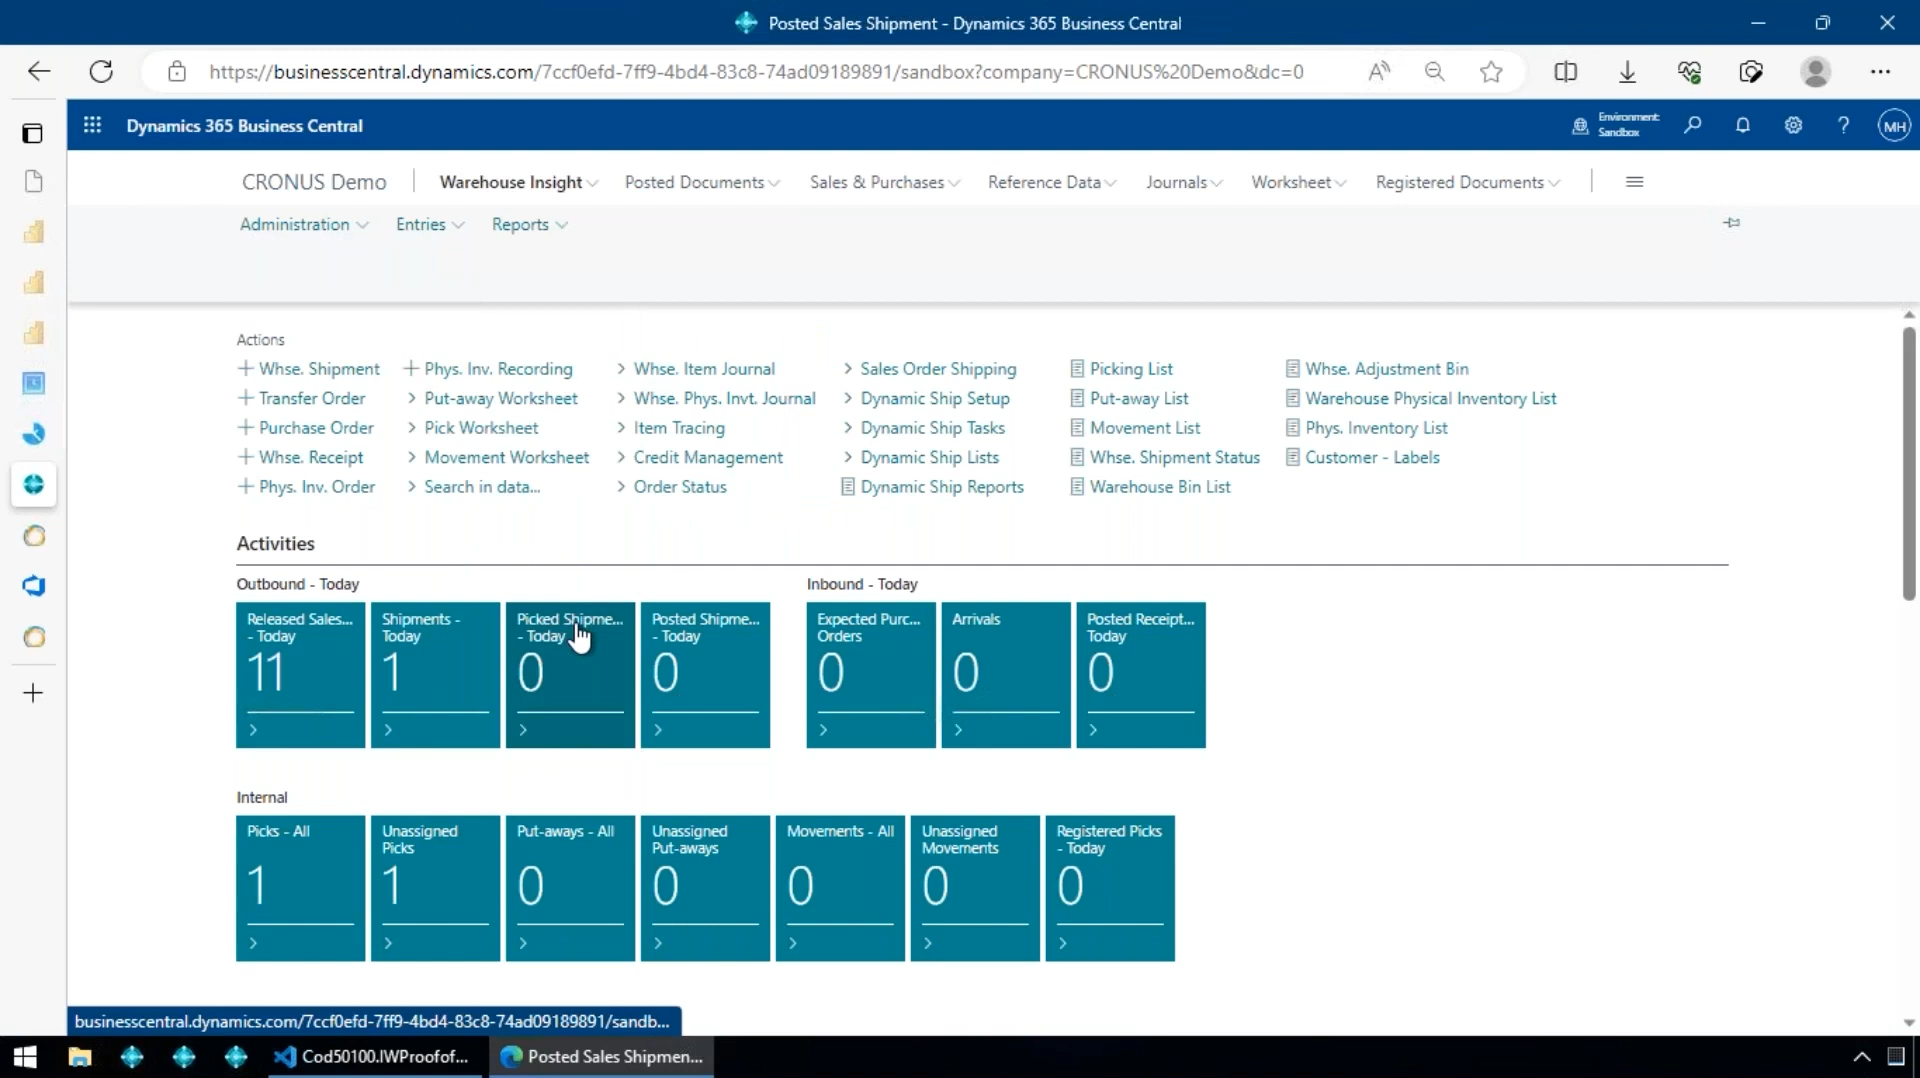 Posted Sales Shipment - Dynamics 365 Business Central
https://businesscentral.dynamics.com/7ccf0efd-7ff9-4bd4-83c8-74ad09189891/sandbox?company=CRONUS%20Demo&dc=0
Dynamics 365 Business Central
Environment:
Sandbox
?
MH
CRONUS Demo
Warehouse Insight
Posted Documents
Sales & Purchases
Reference Data
Journals
Worksheet
Registered Documents
Administration
Entries
Reports
Actions
+ Whse. Shipment
+ Phys. Inv. Recording
> Whse. Item Journal
> Sales Order Shipping
Picking List
Whse. Adjustment Bin
+ Transfer Order
> Put-away Worksheet
> Whse. Phys. Invt. Journal
> Dynamic Ship Setup
Put-away List
Warehouse Physical Inventory List
+ Purchase Order
> Pick Worksheet
> Item Tracing
> Dynamic Ship Tasks
Movement List
Phys. Inventory List
+ Whse. Receipt
> Movement Worksheet
> Credit Management
> Dynamic Ship Lists
Whse. Shipment Status
Customer - Labels
+ Phys. Inv. Order
> Search in data...
> Order Status
Dynamic Ship Reports
Warehouse Bin List
Activities
Outbound - Today
Released Sales...
- Today
11
Shipments -
Today
1
Picked Shipme...
- Today
0
Posted Shipme...
- Today
0
Inbound - Today
Expected Purc...
Orders
0
Arrivals
0
Posted Receipt...
Today
0
Internal
Picks - All
1
Unassigned
Picks
1
Put-aways - All
0
Unassigned
Put-aways
0
Movements - All
0
Unassigned
Movements
0
Registered Picks
- Today
0
businesscentral.dynamics.com/7ccf0efd-7ff9-4bd4-83c8-74ad09189891/sandb...
Cod50100.IWProofof...
Posted Sales Shipmen...